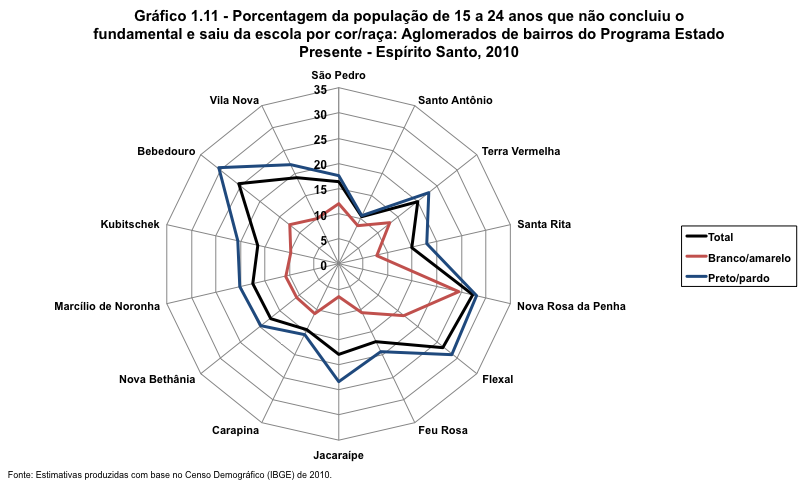 Gráfico 1.11 - Porcentagem da população de 15 a 24 anos que não concluiu o
fundamental e saiu da escola por cor/raça: Aglomerados de bairros do Programa Estado
Presente - Espírito Santo, 2010
São Pedro
Santo Antônio
Terra Vermelha
Santa Rita
Nova Rosa da Penha
Flexal
Feu Rosa
Jacaraípe
Carapina
Nova Bethânia
Marcílio de Noronha
Kubitschek
Bebedouro
Vila Nova
35
30
25
20
15
10
5
0
Total
Branco/amarelo
Preto/pardo
Fonte: Estimativas produzidas com base no Censo Demográfico (IBGE) de 2010.